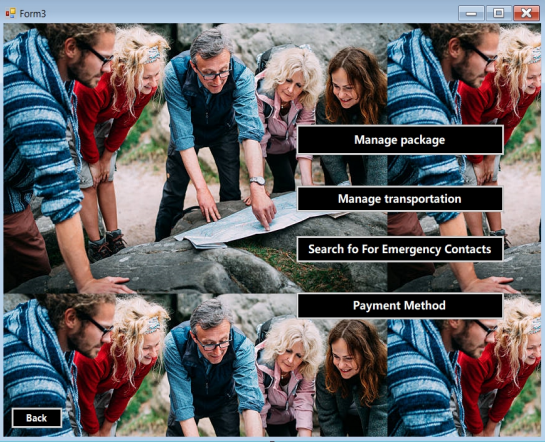 Form3
Manage package
Manage transportation
Search fo For Emergency Contacts
Payment Method
Back